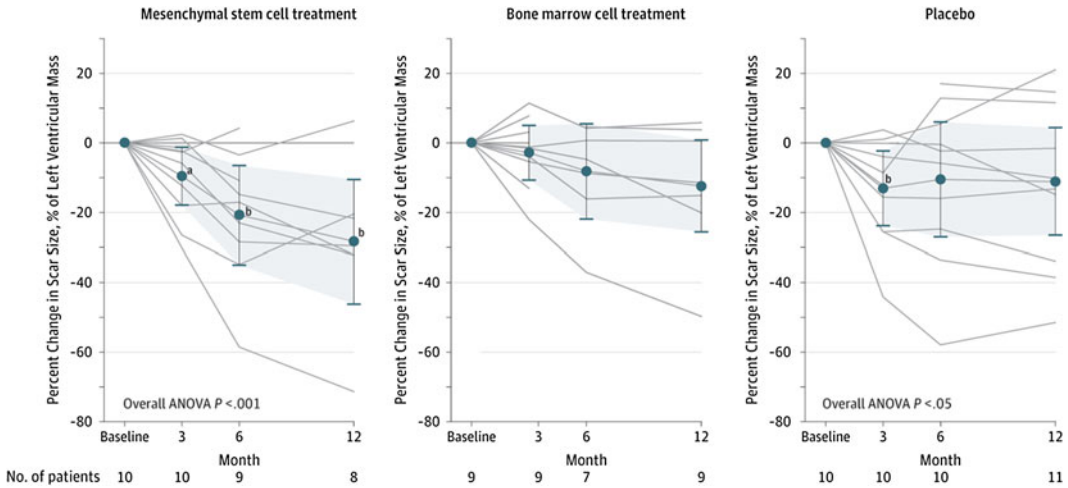 Mesenchymal stem cell treatment
Percent Change in Scar Size, % of Left Ventricular Mass
20
0
-20
-40
-60
-80
a
b
b
Overall ANOVA P <.001
Baseline 3 6 12
Month
No. of patients 10 10 9 8
Bone marrow cell treatment
Percent Change in Scar Size, % of Left Ventricular Mass
20
0
-20
-40
-60
-80
Baseline 3 6 12
Month
9 9 7 9
Placebo
Percent Change in Scar Size, % of Left Ventricular Mass
20
0
-20
-40
-60
-80
b
Overall ANOVA P <.05
Baseline 3 6 12
Month
10 10 10 11